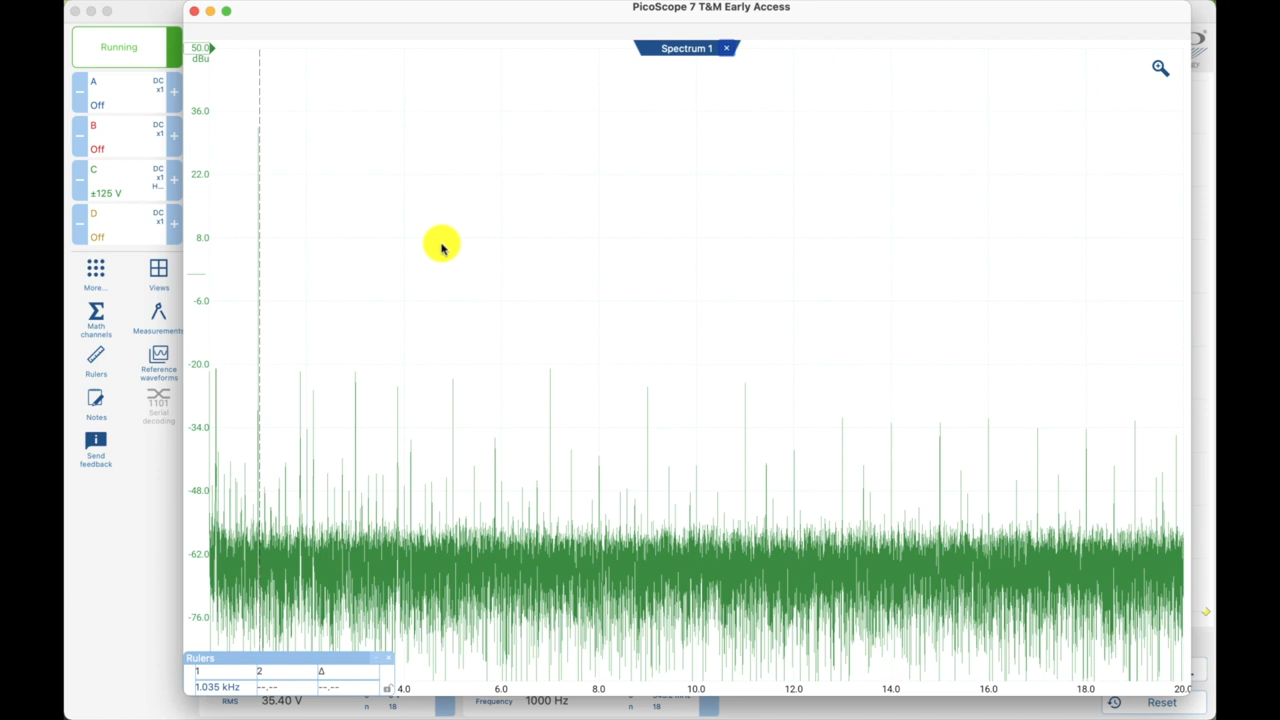 PicoScope 7 T&M Early Access
Running
Spectrum 1
A
DC
x1
Off
B
DC
x1
Off
C
DC
x1
H...
±125 V
D
DC
x1
Off
More...
Views
Math channels
Measurements
Rulers
Reference waveforms
Notes
Serial decoding
1101
Send feedback
50.0
dBu
36.0
22.0
8.0
-6.0
-20.0
-34.0
-48.0
-62.0
-76.0
Rulers
1
2
Δ
1.035 kHz
--.--
--.--
4.0
6.0
8.0
10.0
12.0
14.0
16.0
18.0
20.0
RMS
35.40 V
n
18
Frequency
1000 Hz
n
18
Reset